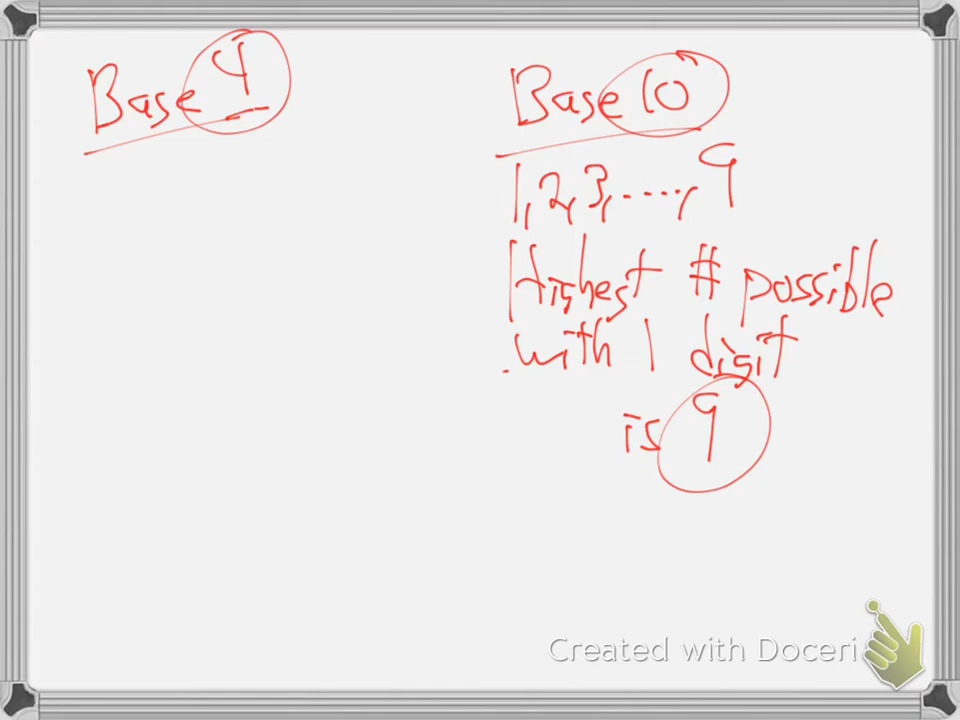 Base 4
Base 10
1, 2, 3, ...., 9
Highest # possible
with 1 digit
is 9
Created with Doceri